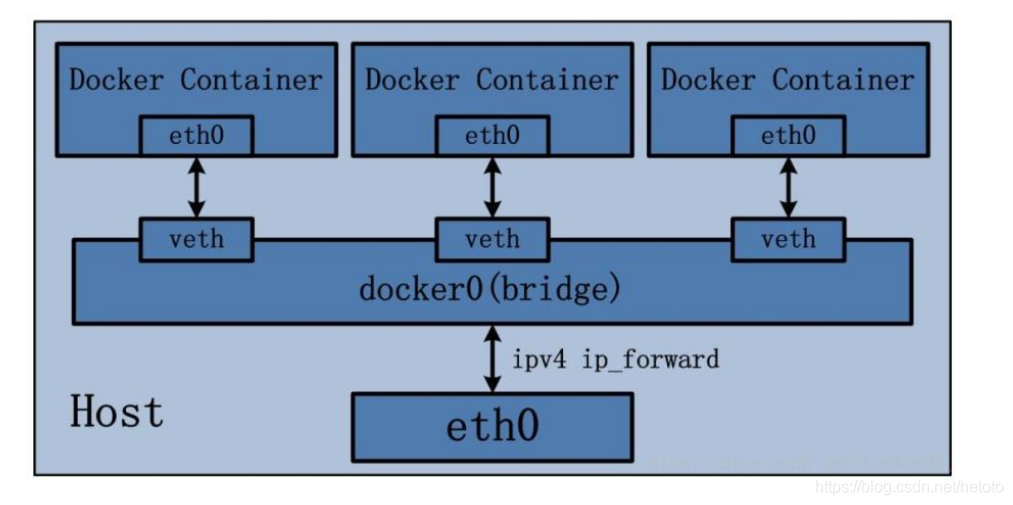 Docker Container
Docker Container
Docker Container
eth0
eth0
eth0
veth
veth
veth
docker0(bridge)
ipv4 ip_forward
Host
eth0
https://blog.csdn.net/hetoto